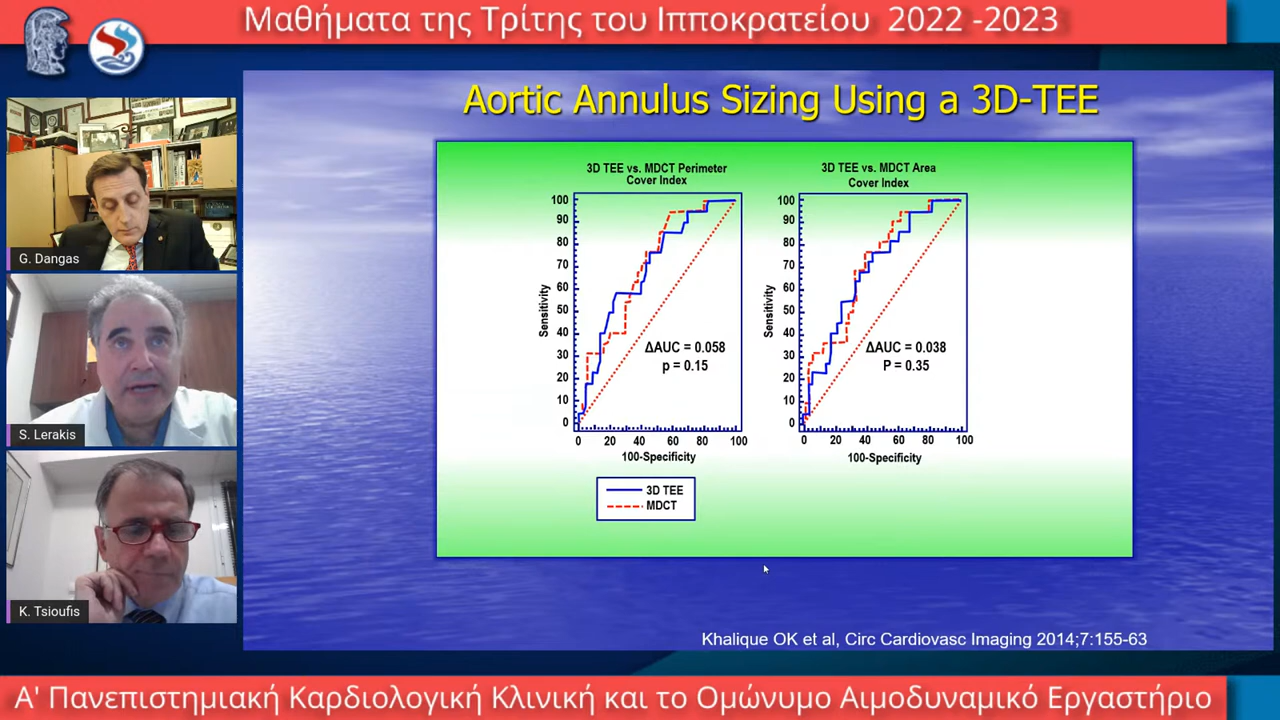 Μαθήματα της Τρίτης του Ιπποκρατείου 2022 -2023
G. Dangas
S. Lerakis
K. Tsioufis
Aortic Annulus Sizing Using a 3D-TEE
3D TEE vs. MDCT Perimeter
Cover Index
100
90
80
70
60
50
40
30
20
10
0
Sensitivity
0 20 40 60 80 100
100-Specificity
ΔAUC = 0.058
p = 0.15
3D TEE vs. MDCT Area
Cover Index
100
90
80
70
60
50
40
30
20
10
0
Sensitivity
0 20 40 60 80 100
100-Specificity
ΔAUC = 0.038
P = 0.35
3D TEE
MDCT
Khalique OK et al, Circ Cardiovasc Imaging 2014;7:155-63
Α' Πανεπιστημιακή Καρδιολογική Κλινική και το Ομώνυμο Αιμοδυναμικό Εργαστήριο